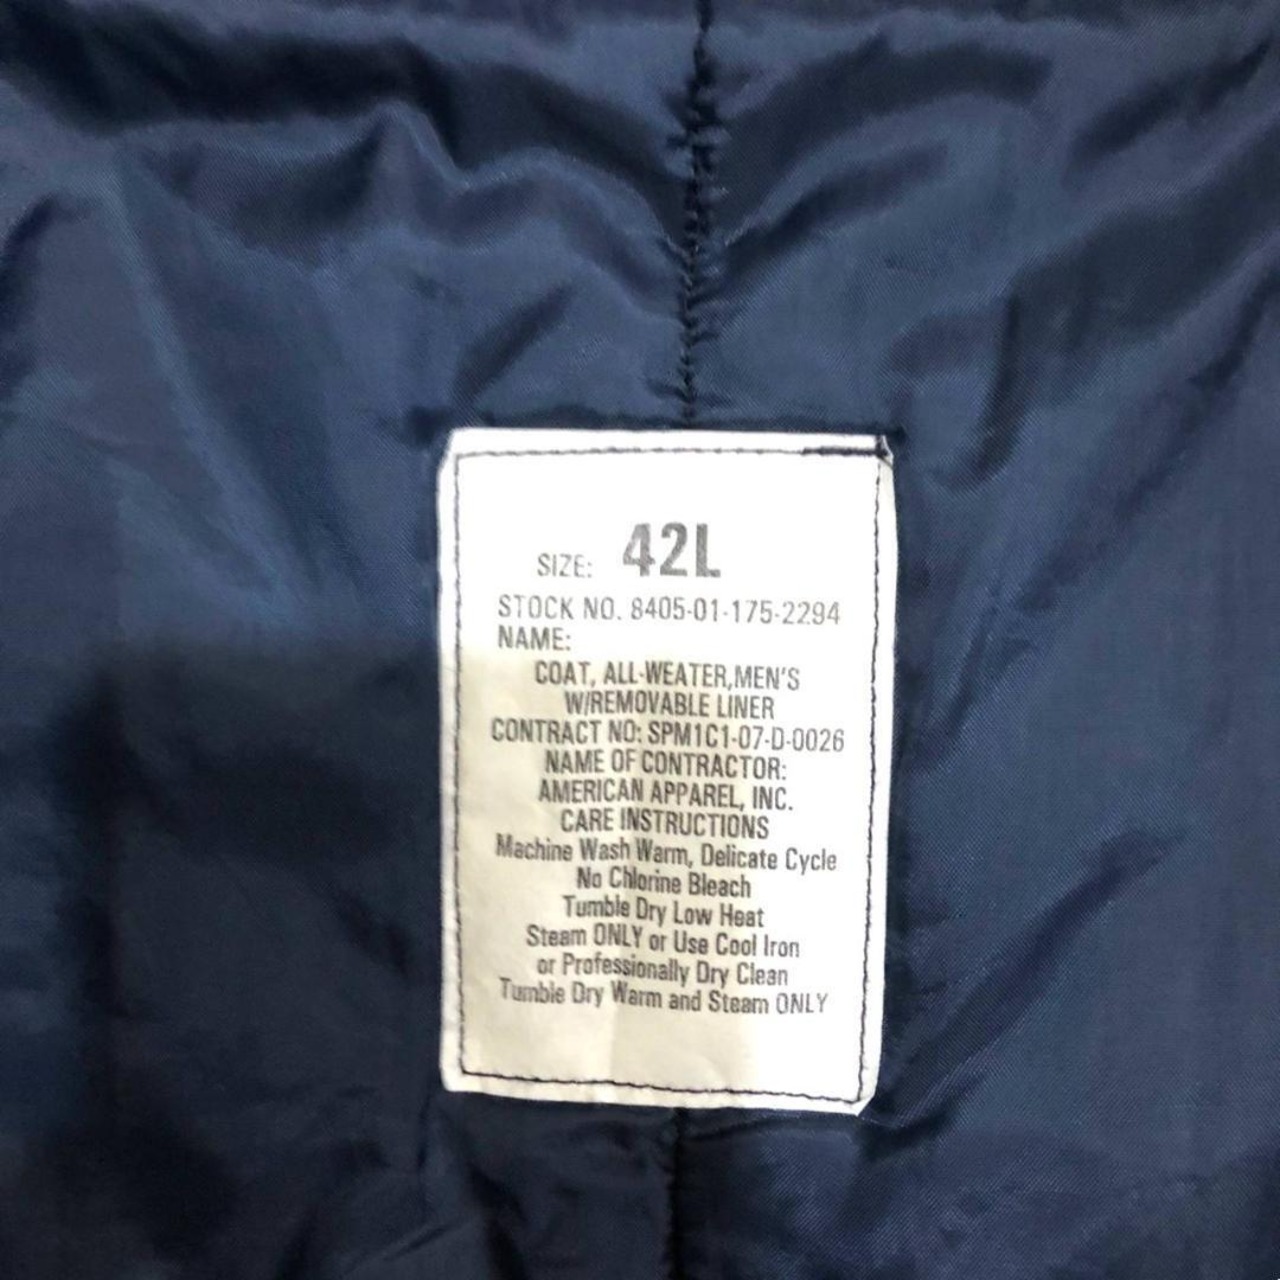 SIZE: 42L
STOCK NO. 8405-01-175-2294
NAME:
COAT, ALL-WEATER,MEN'S
W/REMOVABLE LINER
CONTRACT NO: SPM1C1-07-D-0026
NAME OF CONTRACTOR:
AMERICAN APPAREL, INC.
CARE INSTRUCTIONS
Machine Wash Warm, Delicate Cycle
No Chlorine Bleach
Tumble Dry Low Heat
Steam ONLY or Use Cool Iron
or Professionally Dry Clean
Tumble Dry Warm and Steam ONLY